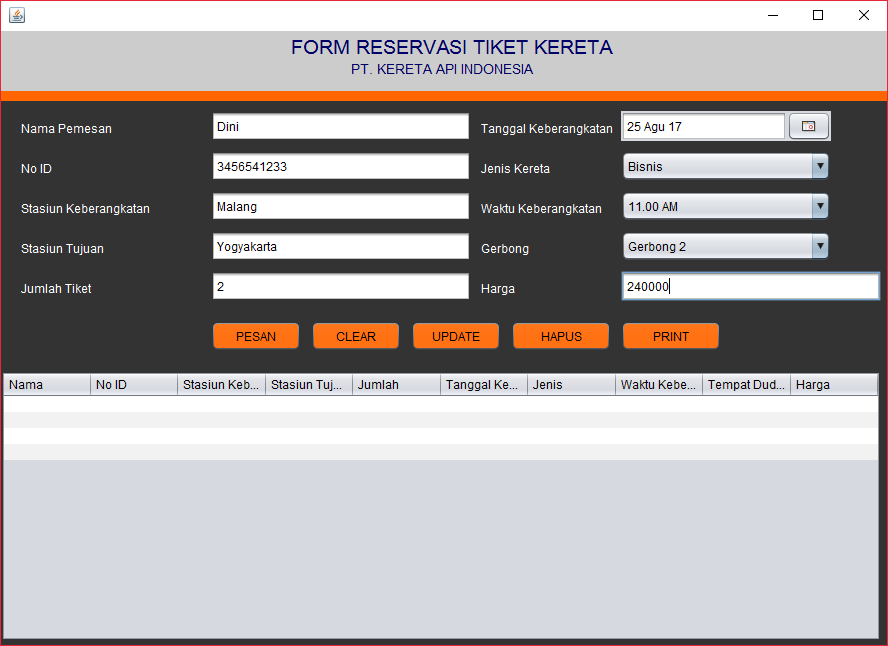 FORM RESERVASI TIKET KERETA
PT. KERETA API INDONESIA
Nama Pemesan Dini Tanggal Keberangkatan 25 Agu 17
No ID 3456541233 Jenis Kereta Bisnis
Stasiun Keberangkatan Malang Waktu Keberangkatan 11.00 AM
Stasiun Tujuan Yogyakarta Gerbong Gerbong 2
Jumlah Tiket 2 Harga 240000
PESAN CLEAR UPDATE HAPUS PRINT
Nama No ID Stasiun Keb... Stasiun Tuj... Jumlah Tanggal Ke... Jenis Waktu Kebe... Tempat Dud... Harga